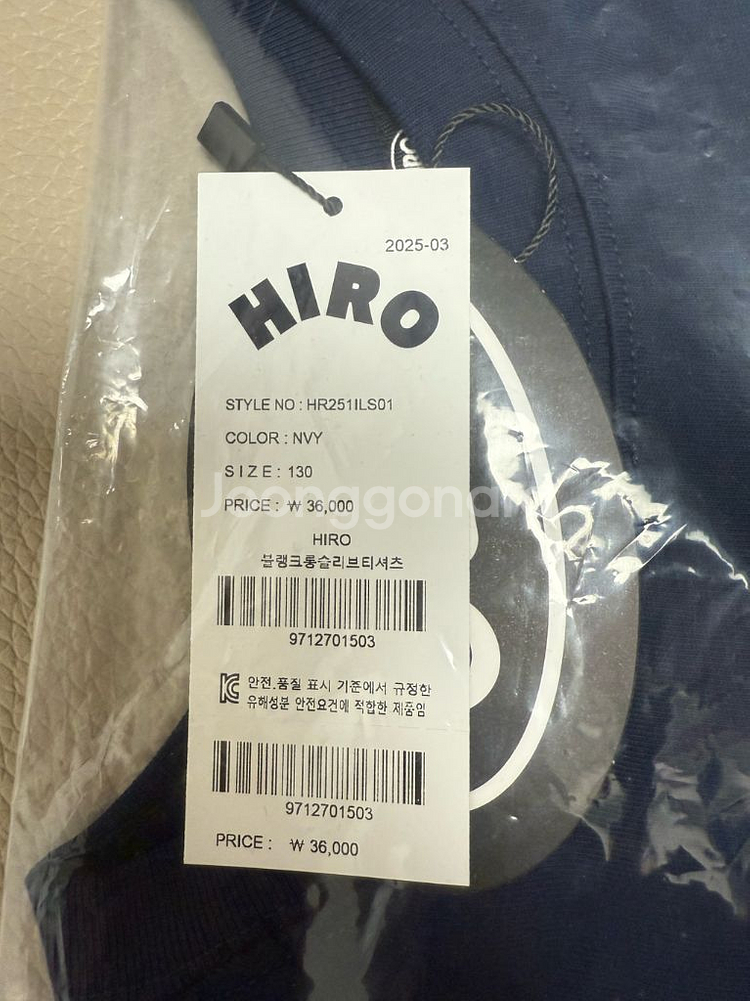 2025-03
HIRO
STYLE NO : HR251ILS01
COLOR : NVY
SIZE : 130
PRICE : ₩ 36,000
Joonggonara
HIRO
블랭크롱슬리브티셔츠
9712701503
안전.품질 표시 기준에서 규정한
유해성분 안전요건에 적합한 제품임
9712701503
PRICE : ₩ 36,000